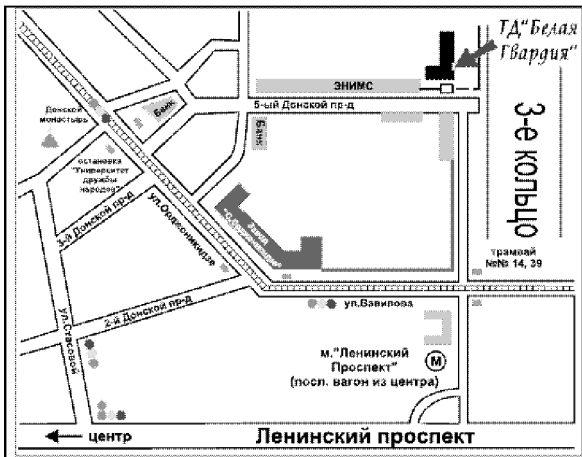 ТД"Белая
Гвардия"
ЭНИМС
5-ый Донской пр-д
Донской
монастырь
Банк
Банк
3-е кольцо
остановка
"Университет
дружбы
народов"
ул.Орджоникидзе
3-й Донской пр-д
Завод
трамвай
№№ 14, 39
ул.Вавилова
2-й Донской пр-д
ул.Стасовой
м."Ленинский
Проспект"
(посл. вагон из центра)
М
центр
Ленинский проспект